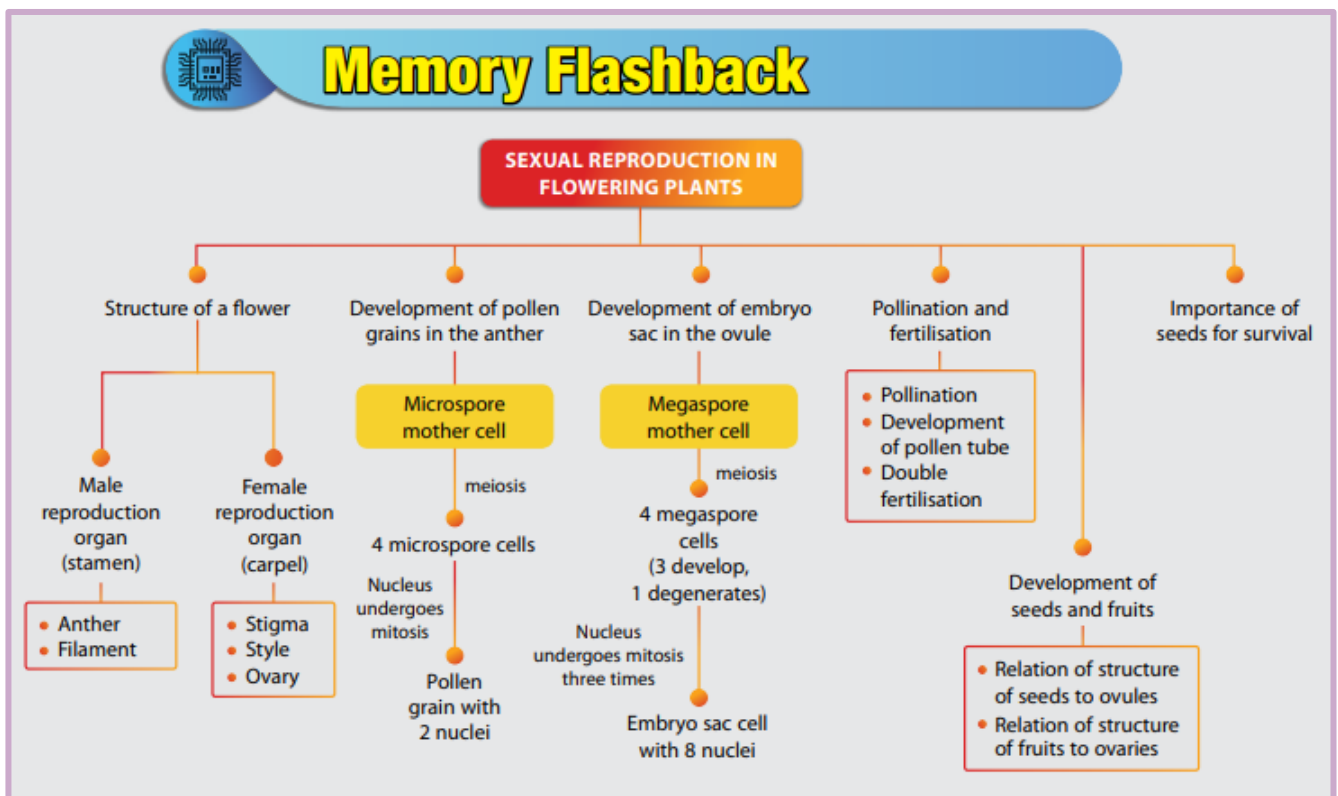 Memory Flashback
SEXUAL REPRODUCTION IN
FLOWERING PLANTS
Structure of a flower
Male
reproduction
organ
(stamen)
• Anther
• Filament
Female
reproduction
organ
(carpel)
• Stigma
• Style
• Ovary
Development of pollen
grains in the anther
Microspore
mother cell
meiosis
4 microspore cells
Nucleus
undergoes
mitosis
Pollen
grain with
2 nuclei
Development of embryo
sac in the ovule
Megaspore
mother cell
meiosis
4 megaspore
cells
(3 develop,
1 degenerates)
Nucleus
undergoes mitosis
three times
Embryo sac cell
with 8 nuclei
Pollination and
fertilisation
• Pollination
• Development
of pollen tube
• Double
fertilisation
Development of
seeds and fruits
• Relation of structure
of seeds to ovules
• Relation of structure
of fruits to ovaries
Importance of
seeds for survival